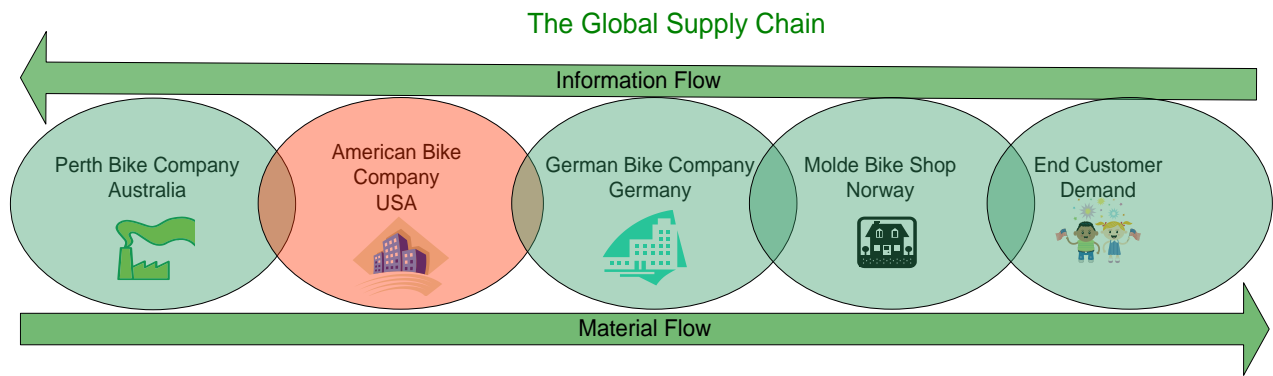 The Global Supply Chain
Information Flow
Perth Bike Company
Australia
American Bike
Company
USA
German Bike Company
Germany
Molde Bike Shop
Norway
End Customer
Demand
Material Flow